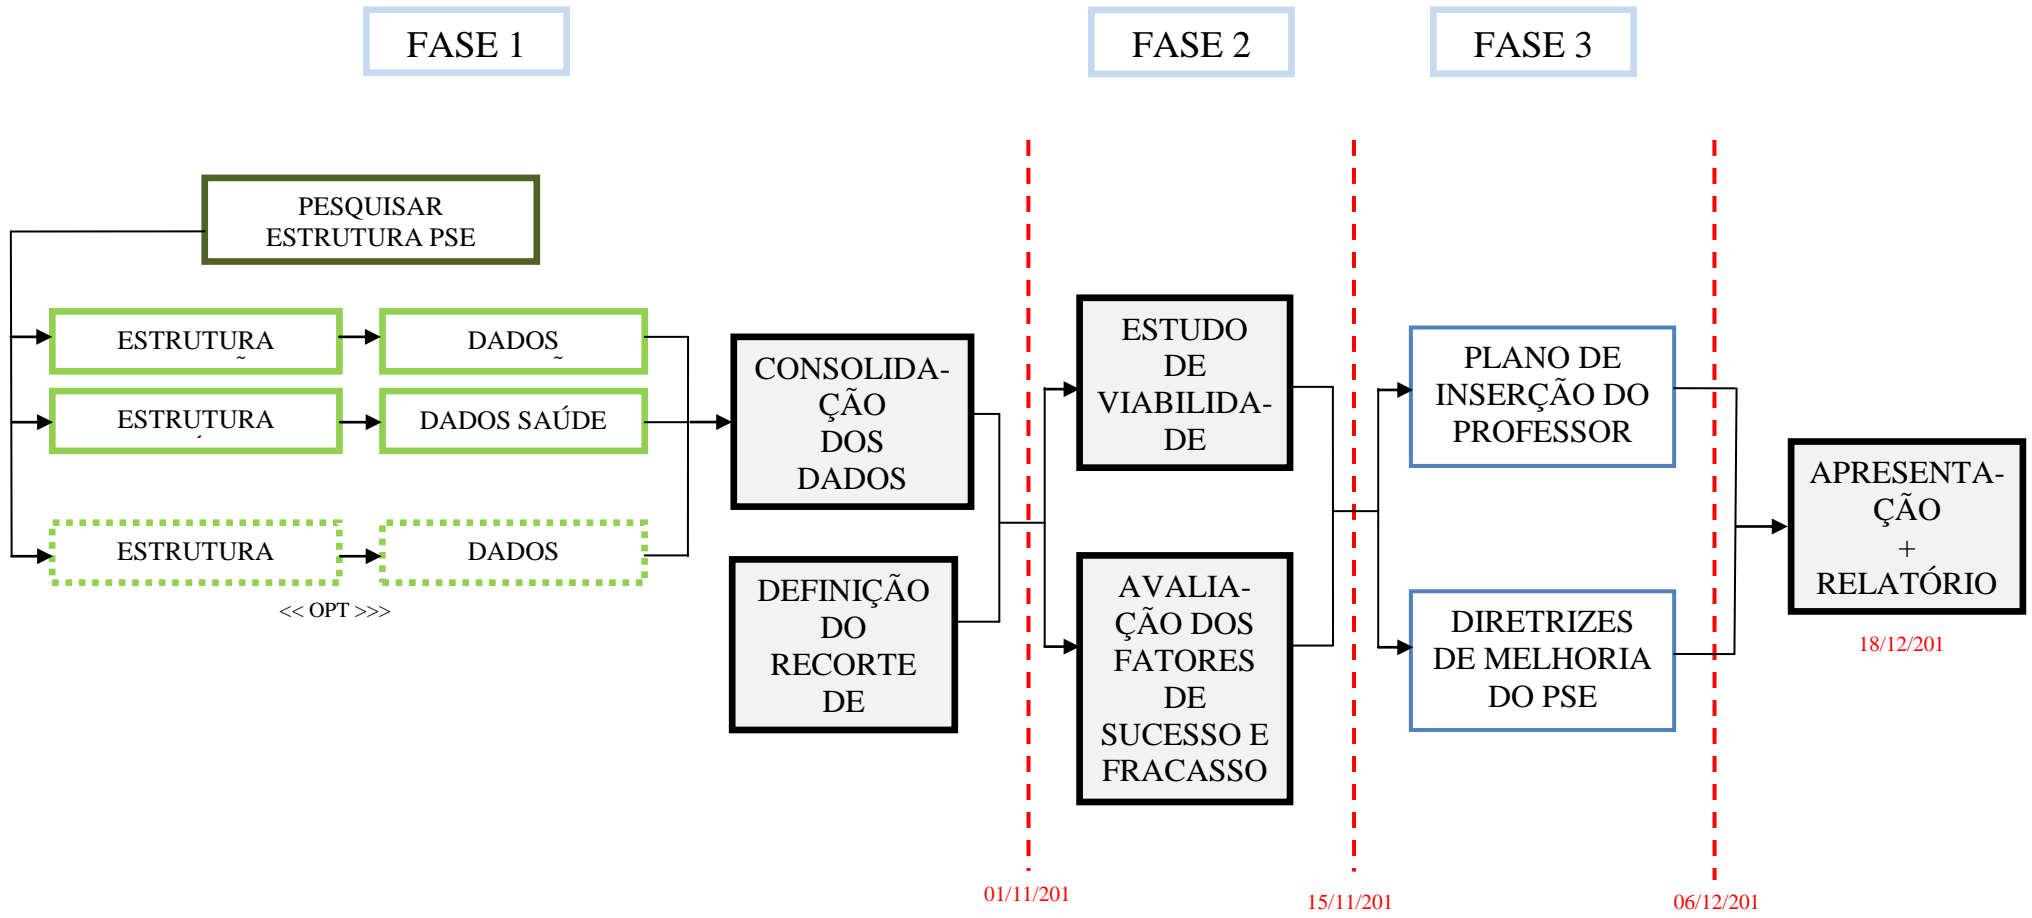 FASE 1
FASE 2
FASE 3
PESQUISAR
ESTRUTURA PSE
ESTRUTURA
DADOS
ESTRUTURA
DADOS SAÚDE
ESTRUTURA
DADOS
<< OPT >>>
CONSOLIDA-
ÇÃO
DOS
DADOS
DEFINIÇÃO
DO
RECORTE
DE
ESTUDO
DE
VIABILIDA-
DE
AVALIA-
ÇÃO DOS
FATORES
DE
SUCESSO E
FRACASSO
PLANO DE
INSERÇÃO DO
PROFESSOR
DIRETRIZES
DE MELHORIA
DO PSE
APRESENTA-
ÇÃO
+
RELATÓRIO
18/12/201
01/11/201
15/11/201
06/12/201